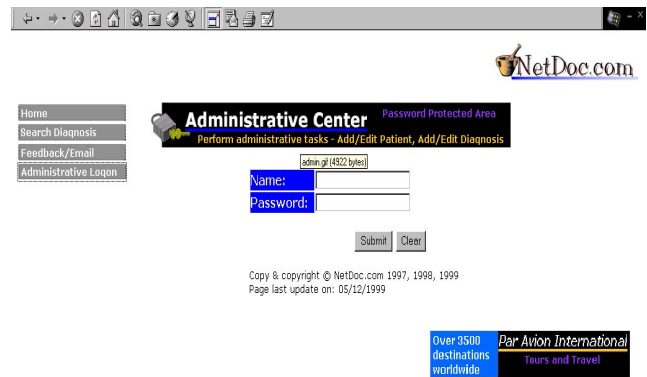 NetDoc.com
Home
Search Diagnosis
Feedback/Email
Administrative Logon
Administrative Center
Password Protected Area
Perform administrative tasks - Add/Edit Patient, Add/Edit Diagnosis
admin.gif (4922 bytes)
Name:
Password:
Submit Clear
Copy & copyright © NetDoc.com 1997, 1998, 1999
Page last update on: 05/12/1999
Over 3500
destinations
worldwide
Par Avion International
Tours and Travel